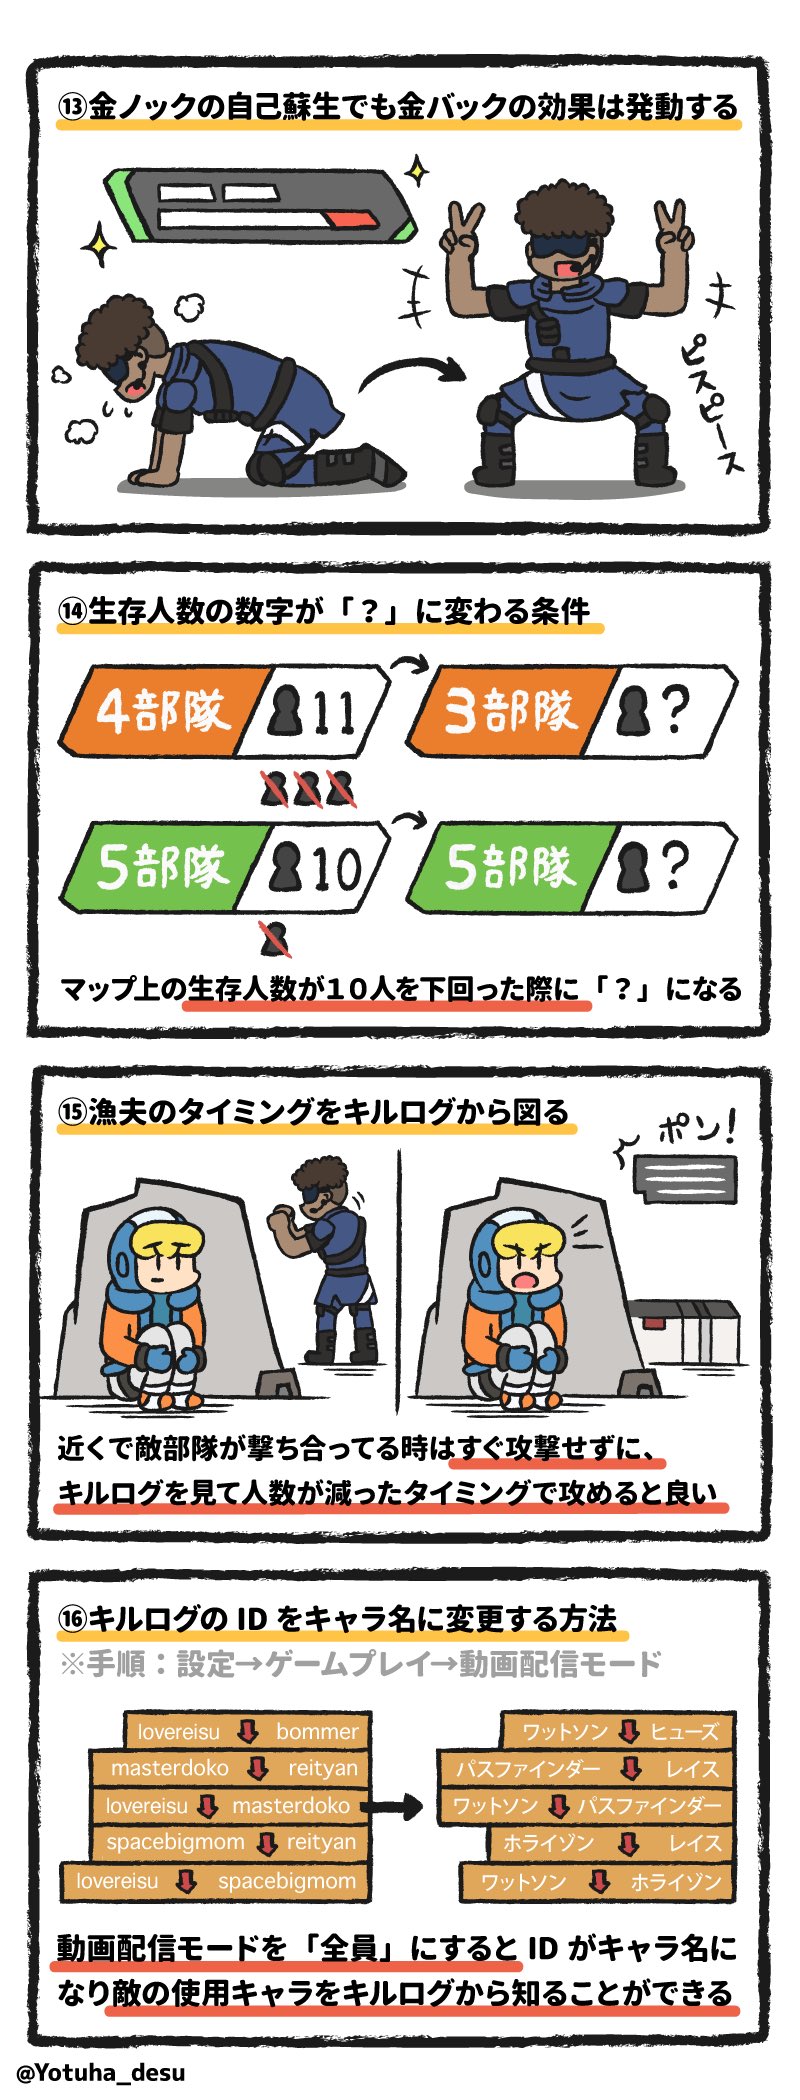 ⑬金ノックの自己蘇生でも金バックの効果は発動する
ピスピース
⑭生存人数の数字が「？」に変わる条件
4部隊 11
3部隊 ?
5部隊 10
5部隊 ?
マップ上の生存人数が１０人を下回った際に「？」になる
⑮漁夫のタイミングをキルログから図る
ポン!
近くで敵部隊が撃ち合ってる時はすぐ攻撃せずに、
キルログを見て人数が減ったタイミングで攻めると良い
⑯キルログの ID をキャラ名に変更する方法
※手順：設定→ゲームプレイ→動画配信モード
lovereisu bommer
masterdoko reityan
lovereisu masterdoko
spacebigmom reityan
lovereisu spacebigmom
ワットソン ヒューズ
パスファインダー レイス
ワットソン パスファインダー
ホライゾン レイス
ワットソン ホライゾン
動画配信モードを「全員」にすると ID がキャラ名に
なり敵の使用キャラをキルログから知ることができる
@Yotuha_desu